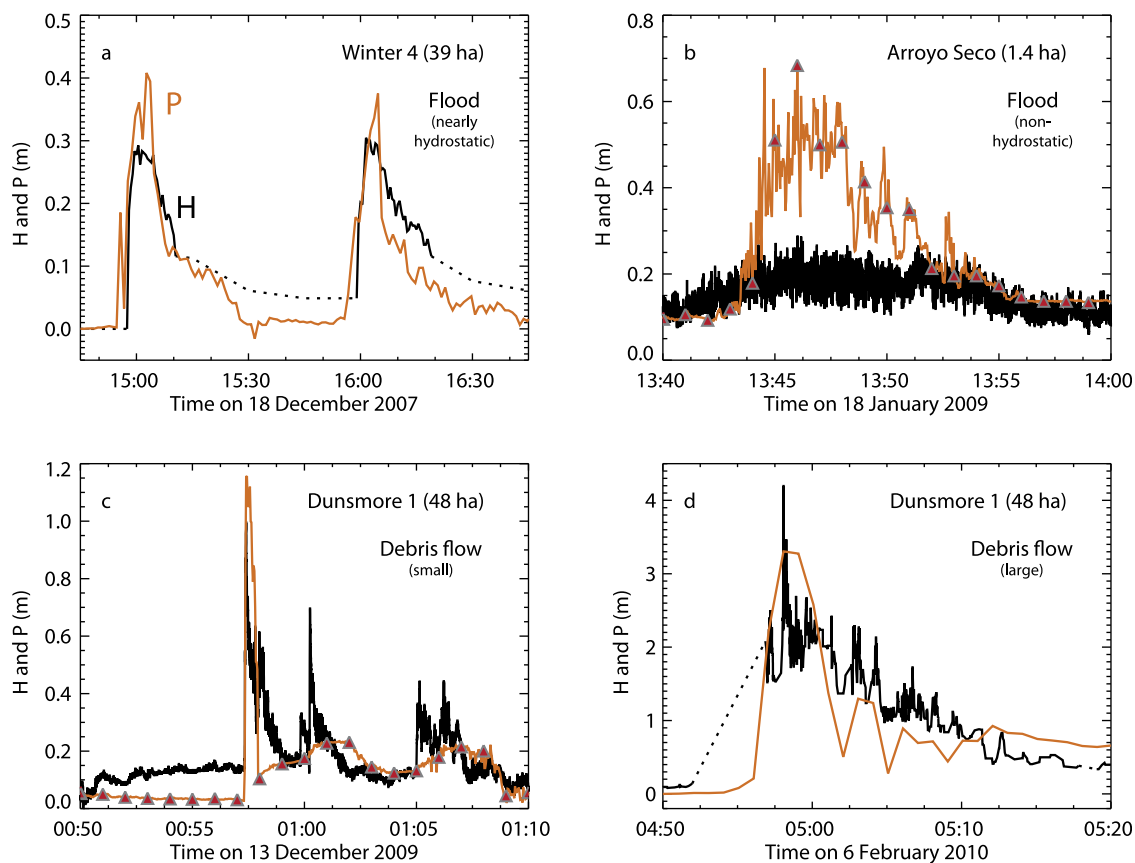 a
Winter 4 (39 ha)
Flood
(nearly
hydrostatic)
P
H
H and P (m)
0.5
0.4
0.3
0.2
0.1
0.0
15:00 15:30 16:00 16:30
Time on 18 December 2007
b
Arroyo Seco (1.4 ha)
Flood
(non-
hydrostatic)
H and P (m)
0.8
0.6
0.4
0.2
0.0
13:40 13:45 13:50 13:55 14:00
Time on 18 January 2009
c
Dunsmore 1 (48 ha)
Debris flow
(small)
H and P (m)
1.2
1.0
0.8
0.6
0.4
0.2
0.0
00:50 00:55 01:00 01:05 01:10
Time on 13 December 2009
d
Dunsmore 1 (48 ha)
Debris flow
(large)
H and P (m)
4
3
2
1
0
04:50 05:00 05:10 05:20
Time on 6 February 2010